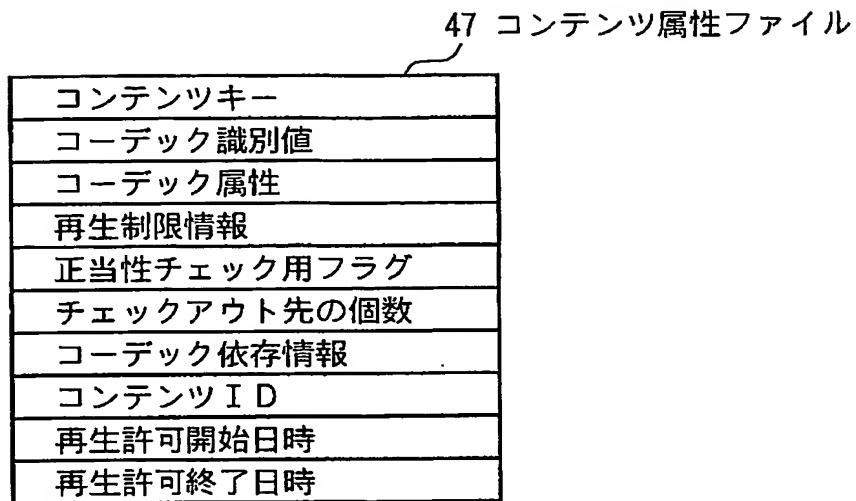 47 コンテンツ属性ファイル
コンテンツキー
コーデック識別値
コーデック属性
再生制限情報
正当性チェック用フラグ
チェックアウト先の個数
コーデック依存情報
コンテンツＩＤ
再生許可開始日時
再生許可終了日時